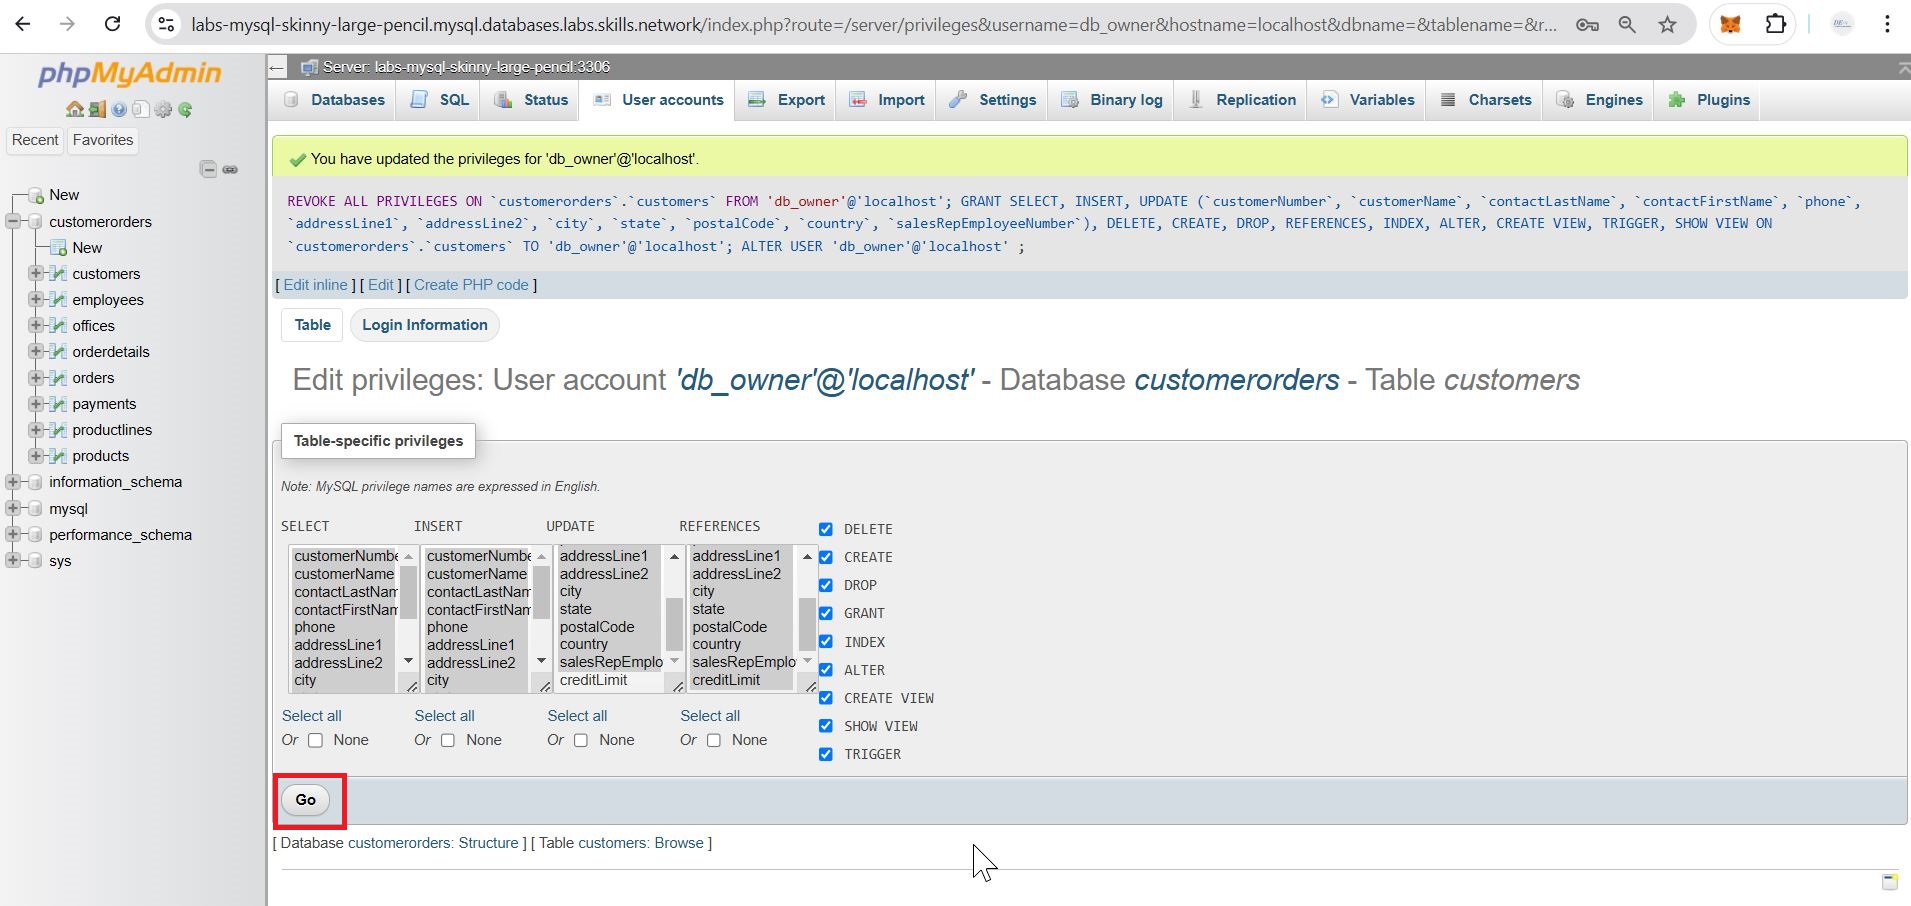 labs-mysql-skinny-large-pencil.mysql.databases.labs.skills.network/index.php?route=/server/privileges&username=db_owner&hostname=localhost&dbname=&tablename=&r...
phpMyAdmin
Recent Favorites
New
customerorders
New
customers
employees
offices
orderdetails
orders
payments
productlines
products
information_schema
mysql
performance_schema
sys
Server: labs-mysql-skinny-large-pencil:3306
Databases SQL Status User accounts Export Import Settings Binary log Replication Variables Charsets Engines Plugins
You have updated the privileges for 'db_owner'@'localhost'.
REVOKE ALL PRIVILEGES ON `customerorders`.`customers` FROM 'db_owner'@'localhost'; GRANT SELECT, INSERT, UPDATE (`customerNumber`, `customerName`, `contactLastName`, `contactFirstName`, `phone`,
`addressLine1`, `addressLine2`, `city`, `state`, `postalCode`, `country`, `salesRepEmployeeNumber`), DELETE, CREATE, DROP, REFERENCES, INDEX, ALTER, CREATE VIEW, TRIGGER, SHOW VIEW ON
`customerorders`.`customers` TO 'db_owner'@'localhost'; ALTER USER 'db_owner'@'localhost' ;
[ Edit inline ] [ Edit ] [ Create PHP code ]
Table Login Information
Edit privileges: User account 'db_owner'@'localhost' - Database customerorders - Table customers
Table-specific privileges
Note: MySQL privilege names are expressed in English.
SELECT
customerNumbe
customerName
contactLastNam
contactFirstNam
phone
addressLine1
addressLine2
city
Select all
Or None
INSERT
customerNumbe
customerName
contactLastNam
contactFirstNam
phone
addressLine1
addressLine2
city
Select all
Or None
UPDATE
addressLine1
addressLine2
city
state
postalCode
country
salesRepEmplo
creditLimit
Select all
Or None
REFERENCES
addressLine1
addressLine2
city
state
postalCode
country
salesRepEmplo
creditLimit
Select all
Or None
DELETE
CREATE
DROP
GRANT
INDEX
ALTER
CREATE VIEW
SHOW VIEW
TRIGGER
Go
[ Database customerorders: Structure ] [ Table customers: Browse ]